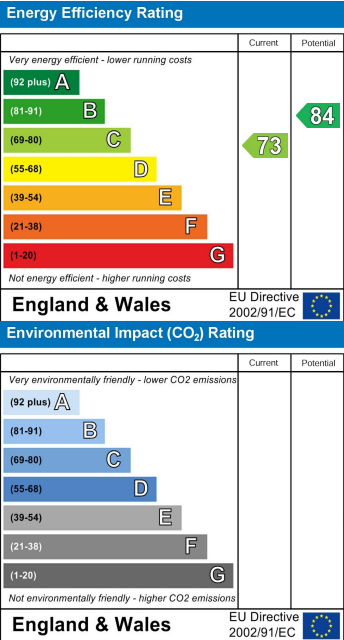 Energy Efficiency Rating
Current Potential
Very energy efficient - lower running costs
(92 plus) A
(81-91) B
84
(69-80) C
73
(55-68) D
(39-54) E
(21-38) F
(1-20) G
Not energy efficient - higher running costs
England & Wales
EU Directive
2002/91/EC
Environmental Impact (CO₂) Rating
Current Potential
Very environmentally friendly - lower CO2 emissions
(92 plus) A
(81-91) B
(69-80) C
(55-68) D
(39-54) E
(21-38) F
(1-20) G
Not environmentally friendly - higher CO2 emissions
England & Wales
EU Directive
2002/91/EC